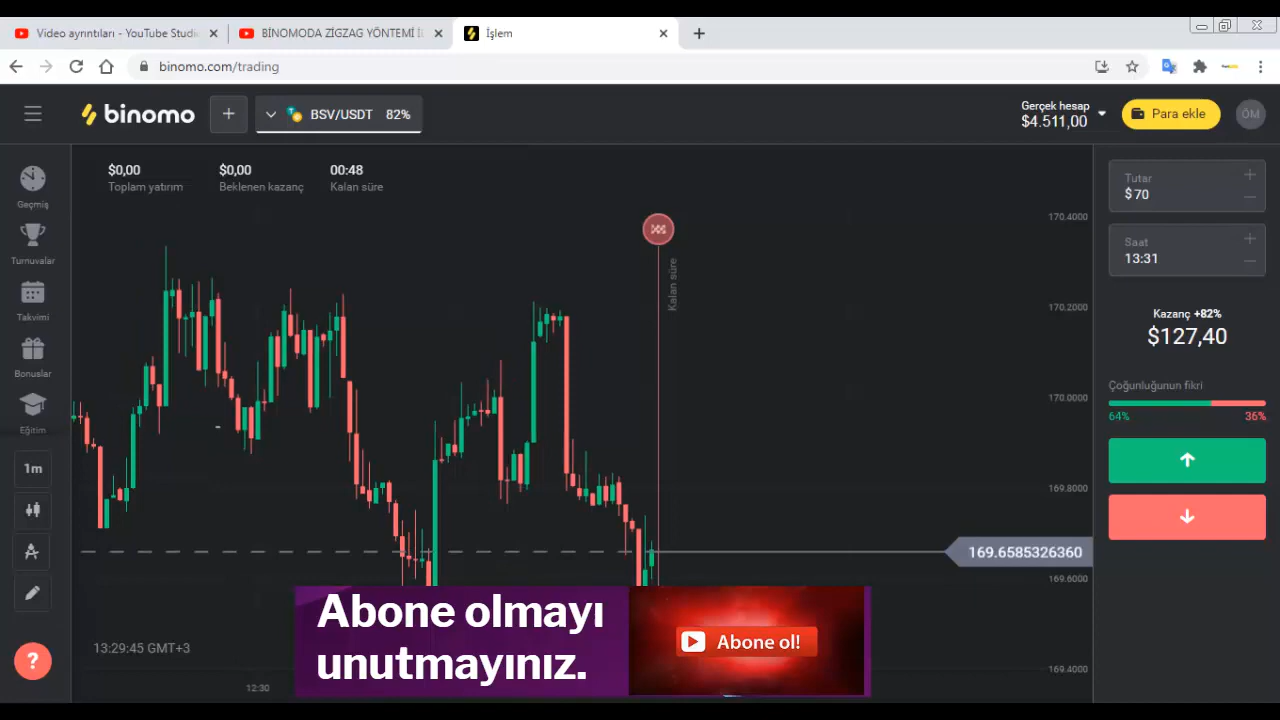 Video ayrıntıları - YouTube Studio
BİNOMODA ZİGZAG YÖNTEMİ İL
İşlem
binomo.com/trading
binomo
BSV/USDT 82%
Gerçek hesap
$4.511,00
Para ekle
ÖM
$0,00
Toplam yatırım
$0,00
Beklenen kazanç
00:48
Kalan süre
Geçmiş
Turnuvalar
Takvimi
Bonuslar
Eğitim
1m
?
Kalan süre
170.4000
170.2000
170.0000
169.8000
169.6585326360
169.6000
169.4000
Tutar
$70
Saat
13:31
Kazanç +82%
$127,40
Çoğunluğunun fikri
64% 36%
Abone olmayı
unutmayınız.
Abone ol!
13:29:45 GMT+3
12:30